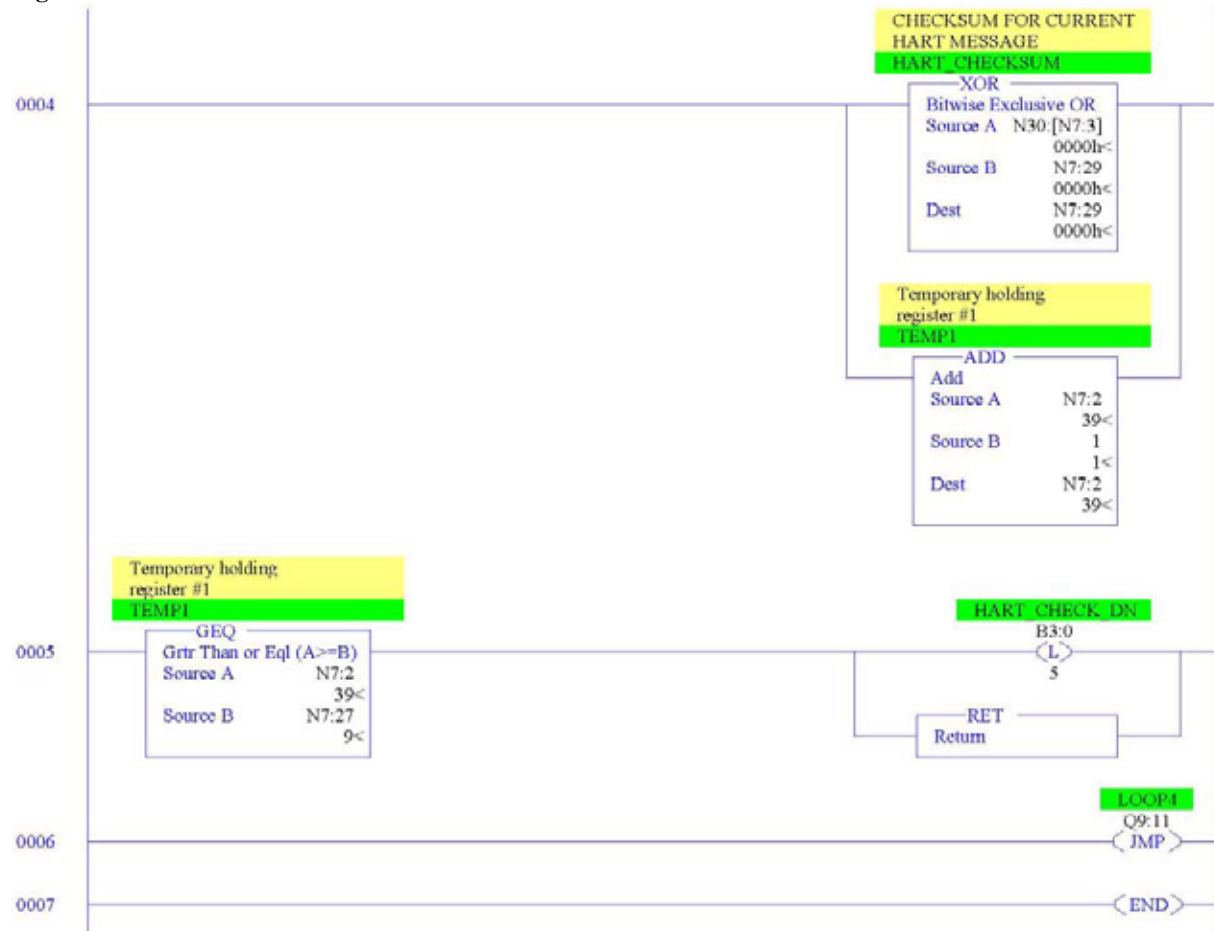 CHECKSUM FOR CURRENT
HART MESSAGE
HART_CHECKSUM
XOR
0004
Bitwise Exclusive OR
Source A N30:[N7:3]
0000h<
Source B N7:29
0000h<
Dest N7:29
0000h<
Temporary holding
register #1
TEMP1
ADD
Add
Source A N7:2
39<
Source B 1
1<
Dest N7:2
39<
Temporary holding
register #1
TEMP1
GEQ
HART_CHECK_DN
B3:0
0005
Grtr Than or Eql (A>=B)
L
Source A N7:2
5
39<
Source B N7:27
9<
RET
Return
LOOP4
Q9:11
0006
JMP
0007
END